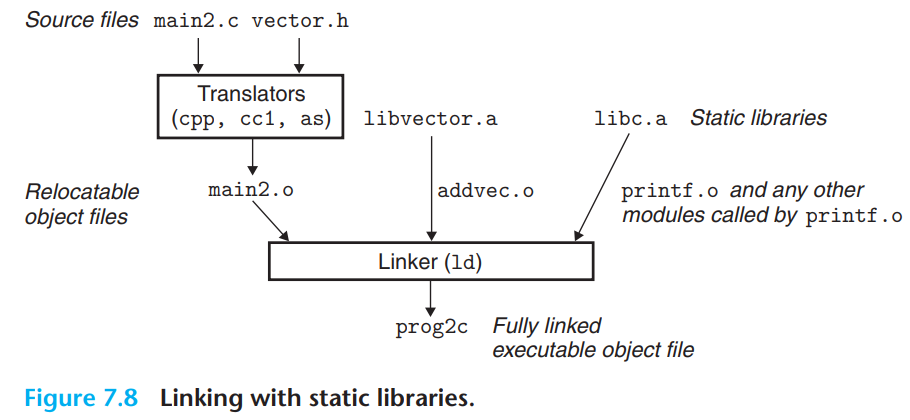 Source files main2.c vector.h
Translators
(cpp, cc1, as)
libvector.a
libc.a Static libraries
Relocatable
object files
main2.o
addvec.o
printf.o and any other
modules called by printf.o
Linker (ld)
prog2c Fully linked
executable object file
Figure 7.8 Linking with static libraries.